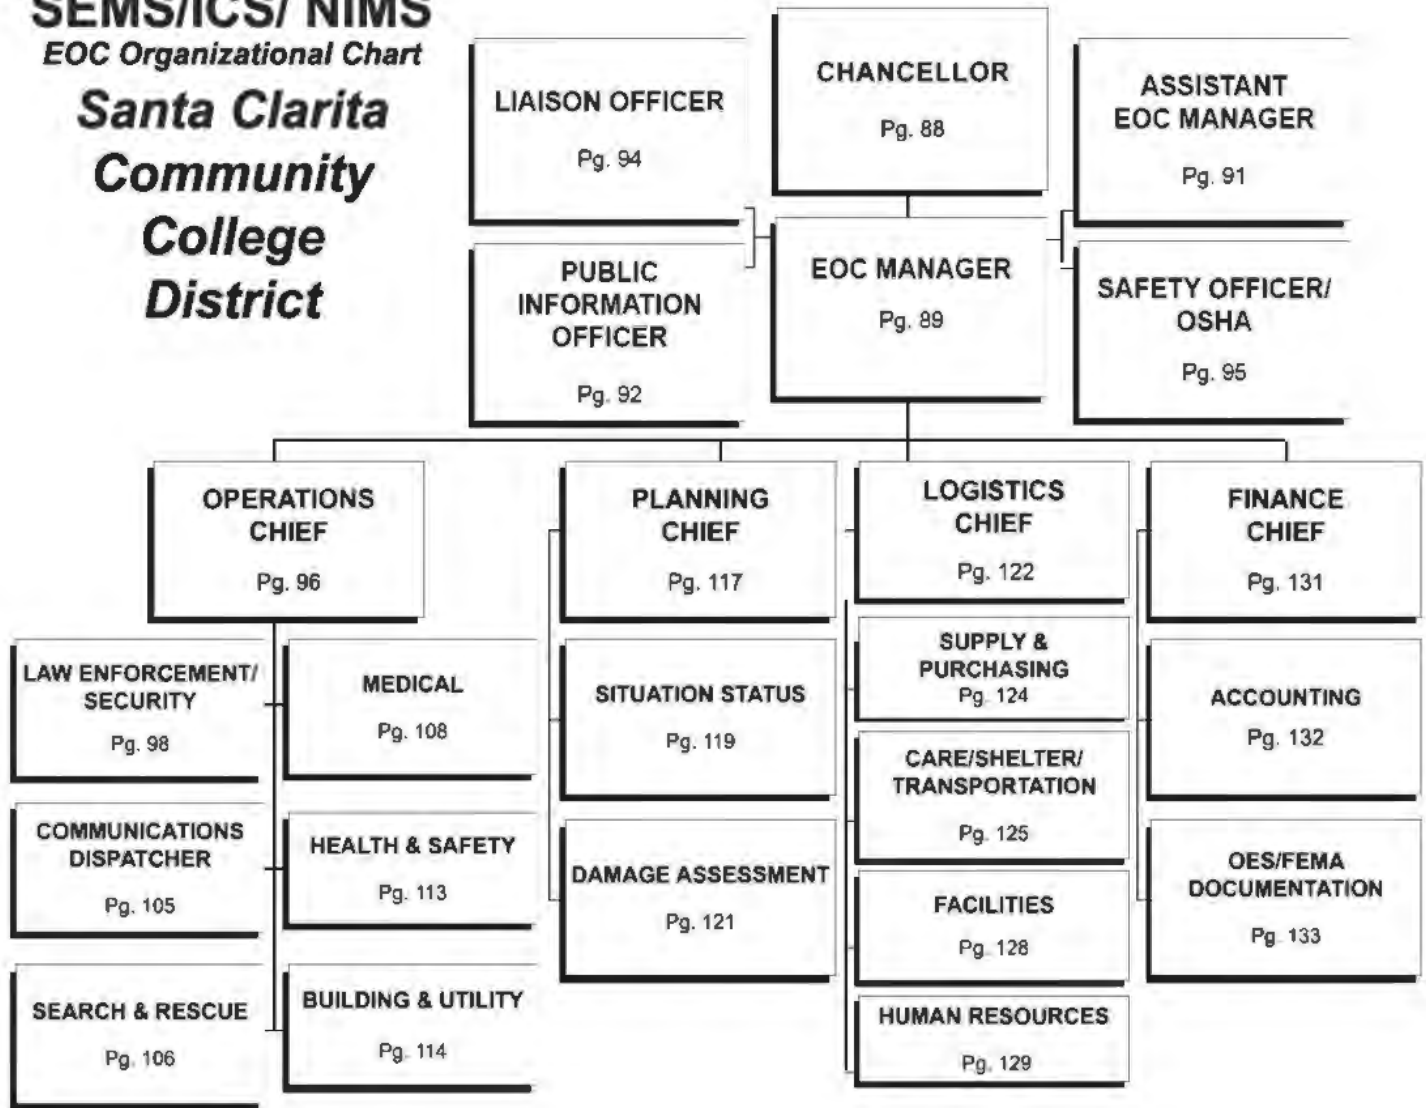 SEMS/ICS/ NIMS
EOC Organizational Chart
Santa Clarita
Community
College
District
LIAISON OFFICER
Pg. 94
CHANCELLOR
Pg. 88
ASSISTANT
EOC MANAGER
Pg. 91
PUBLIC
INFORMATION
OFFICER
Pg. 92
EOC MANAGER
Pg. 89
SAFETY OFFICER/
OSHA
Pg. 95
OPERATIONS
CHIEF
Pg. 96
PLANNING
CHIEF
Pg. 117
LOGISTICS
CHIEF
Pg. 122
FINANCE
CHIEF
Pg. 131
LAW ENFORCEMENT/
SECURITY
Pg. 98
MEDICAL
Pg. 108
COMMUNICATIONS
DISPATCHER
Pg. 105
HEALTH & SAFETY
Pg. 113
SEARCH & RESCUE
Pg. 106
BUILDING & UTILITY
Pg. 114
SITUATION STATUS
Pg. 119
DAMAGE ASSESSMENT
Pg. 121
SUPPLY &
PURCHASING
Pg. 124
CARE/SHELTER/
TRANSPORTATION
Pg. 125
FACILITIES
Pg. 128
HUMAN RESOURCES
Pg. 129
ACCOUNTING
Pg. 132
OES/FEMA
DOCUMENTATION
Pg. 133